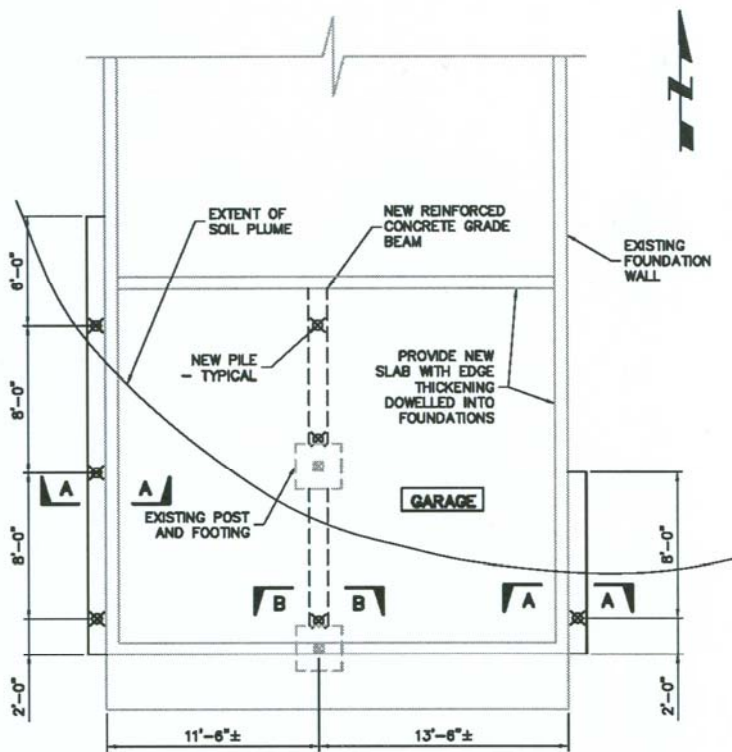 N
EXTENT OF
SOIL PLUME
NEW REINFORCED
CONCRETE GRADE
BEAM
EXISTING
FOUNDATION
WALL
6'-0"
NEW PILE
- TYPICAL
PROVIDE NEW
SLAB WITH EDGE
THICKENING
DOWELLED INTO
FOUNDATIONS
8'-0"
A
A
EXISTING POST
AND FOOTING
GARAGE
8'-0"
8'-0"
B
B
A
A
2'-0"
2'-0"
11'-6"±
13'-6"±